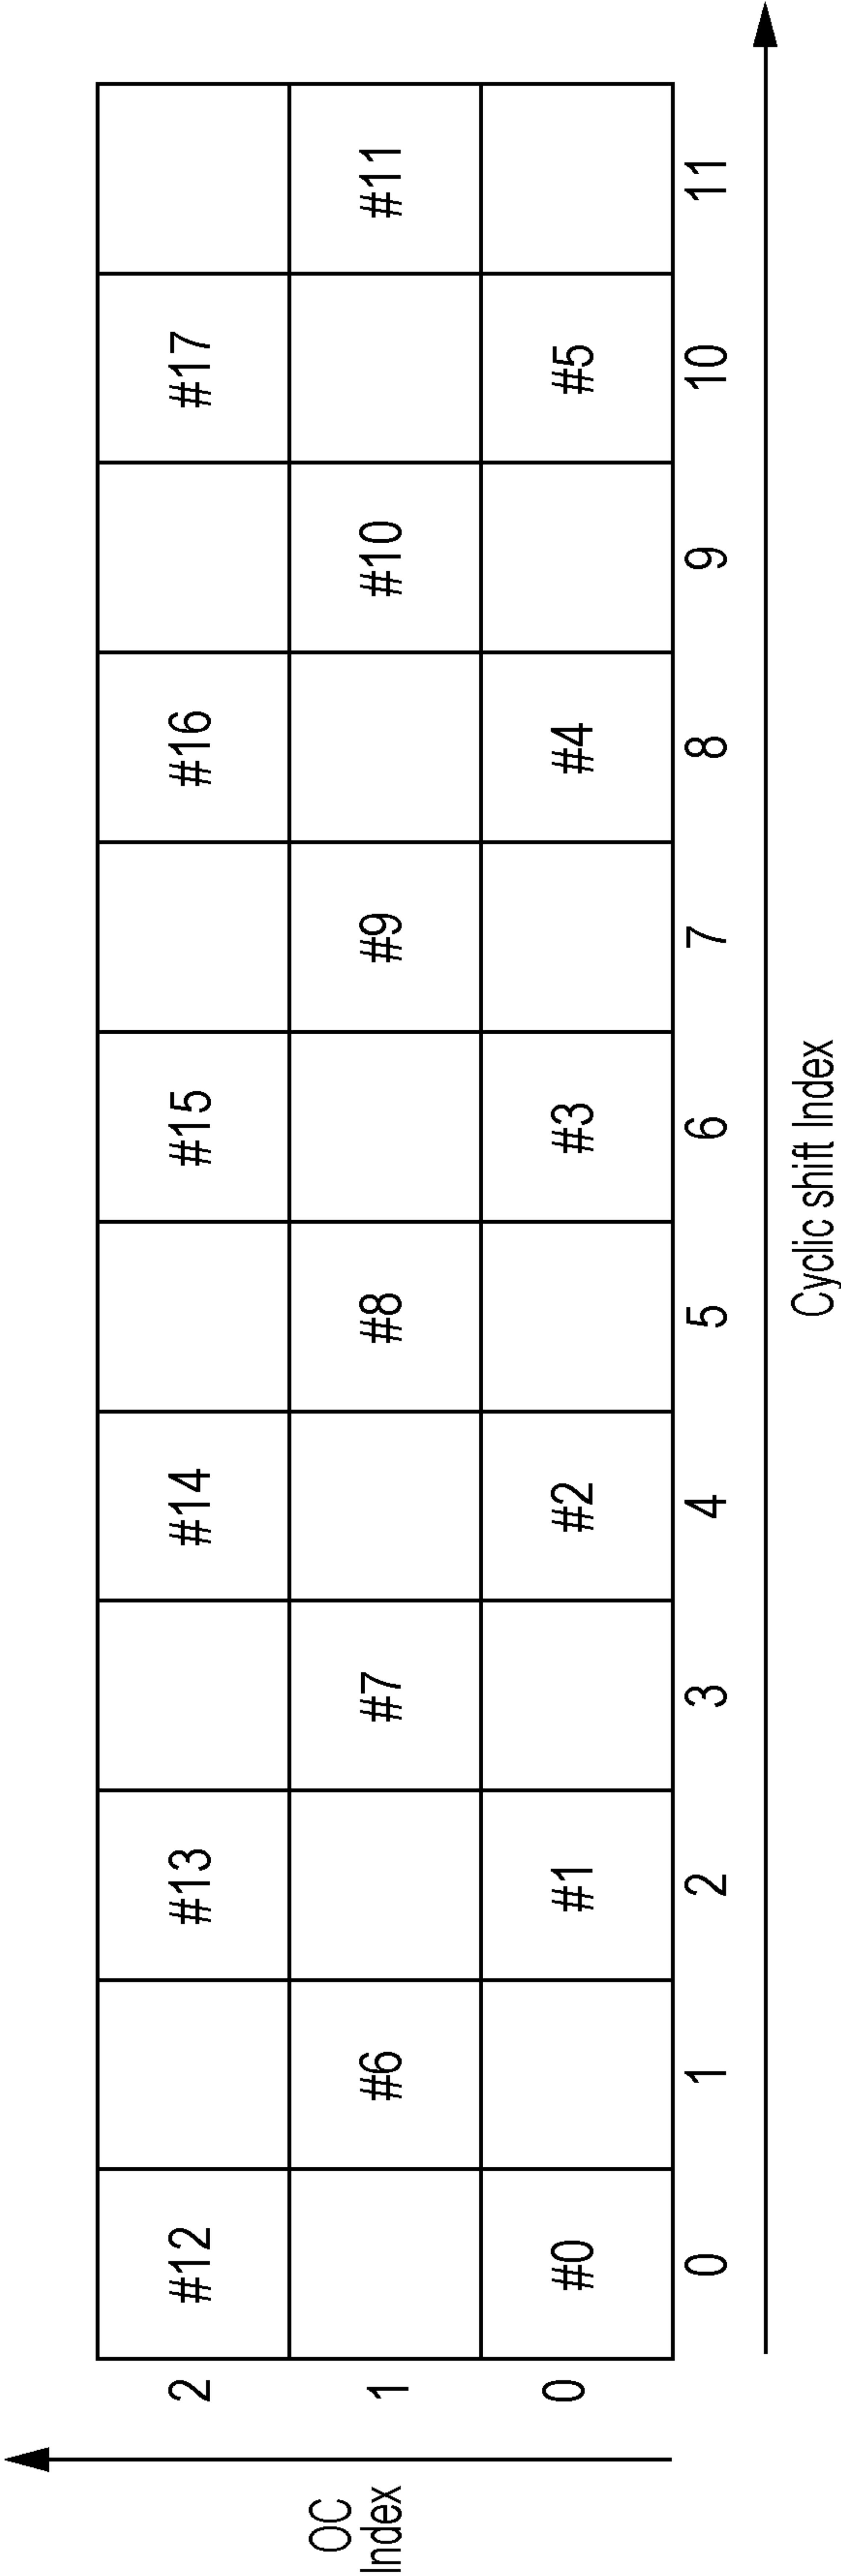 2 #12 #13 #14 #15 #16 #17
OC
Index
1 #6 #7 #8 #9 #10 #11
0 #0 #1 #2 #3 #4 #5
0 1 2 3 4 5 6 7 8 9 10 11
Cyclic shift Index